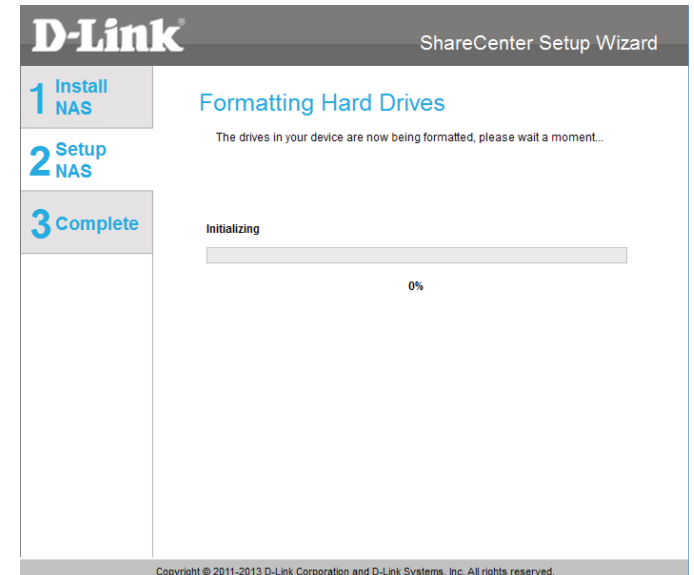 D-Link®
ShareCenter Setup Wizard
1 Install
NAS
2 Setup
NAS
3 Complete
Formatting Hard Drives
The drives in your device are now being formatted, please wait a moment...
Initializing
0%
Copyright © 2011-2013 D-Link Corporation and D-Link Systems, Inc. All rights reserved.